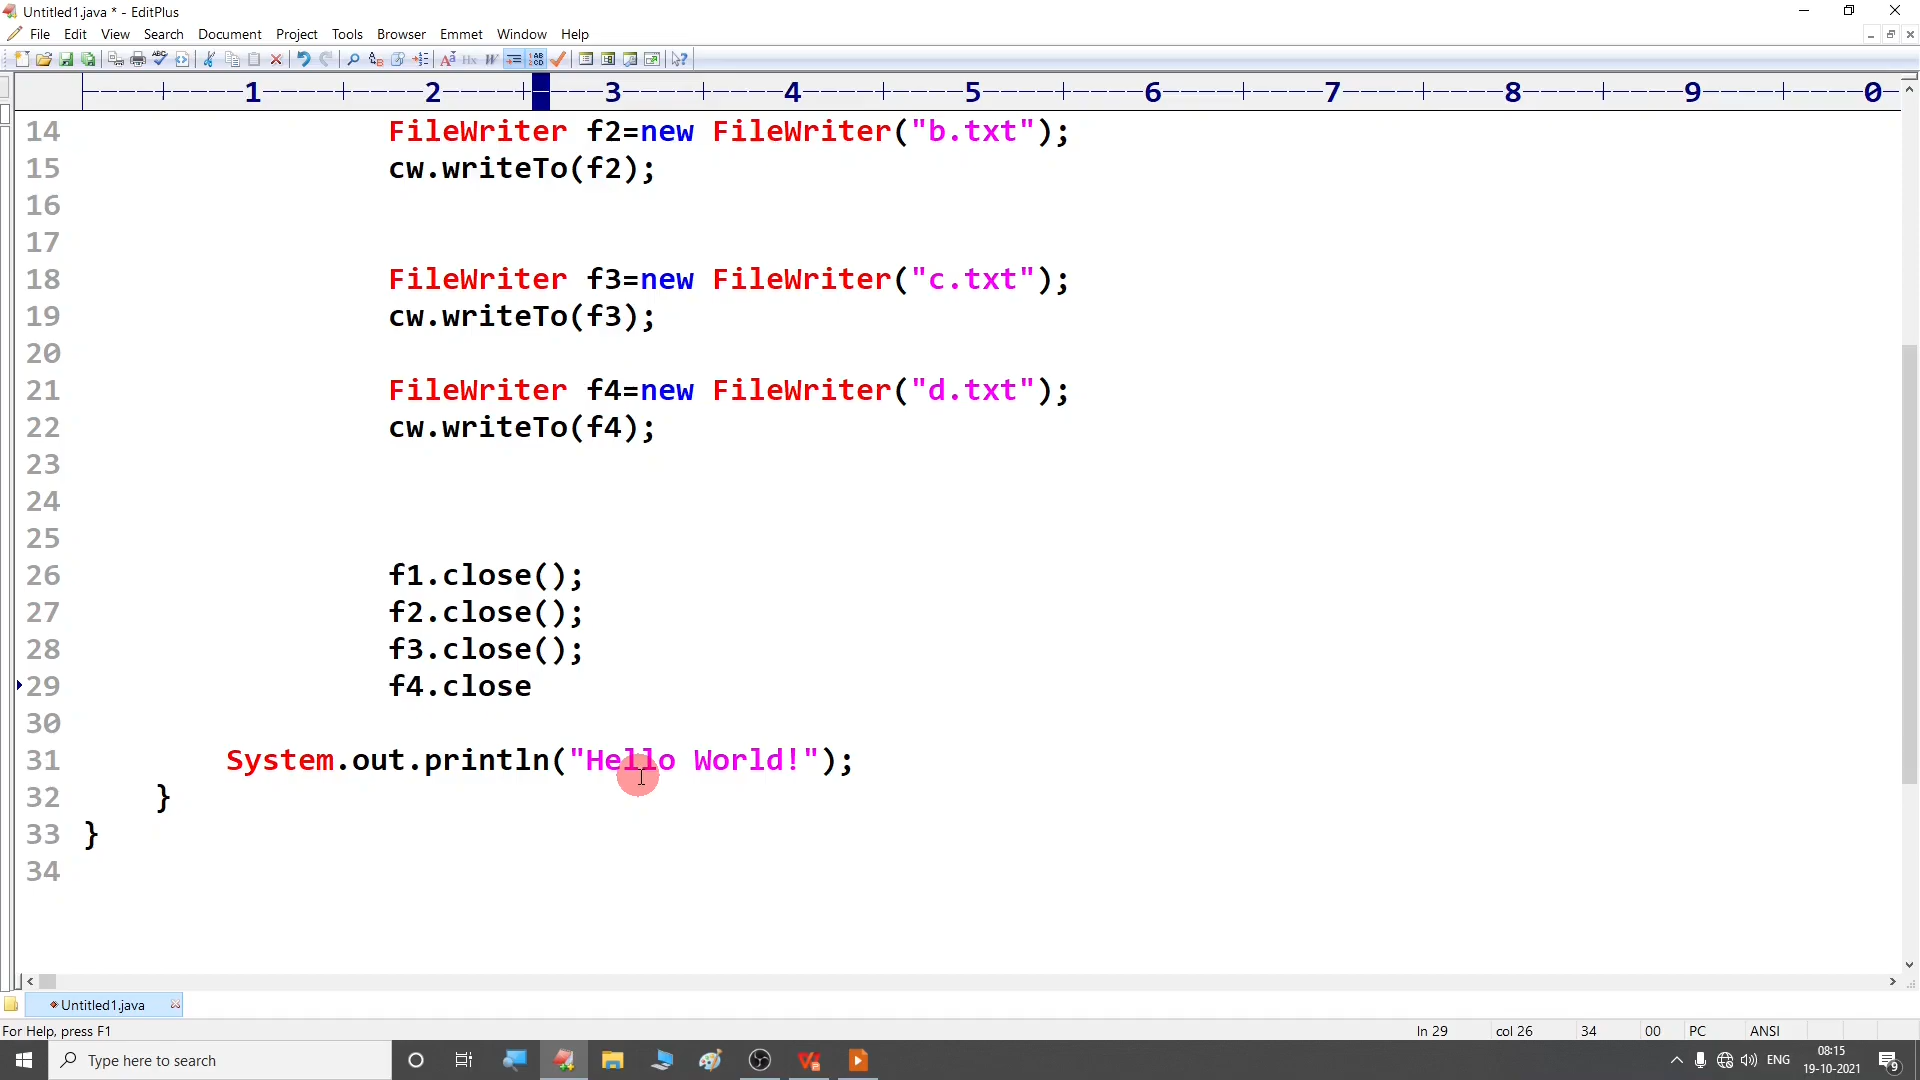 Untitled1.java * - EditPlus
File Edit View Search Document Project Tools Browser Emmet Window Help
1 2 3 4 5 6 7 8 9 0
14 FileWriter f2=new FileWriter("b.txt");
15 cw.writeTo(f2);
16
17
18 FileWriter f3=new FileWriter("c.txt");
19 cw.writeTo(f3);
20
21 FileWriter f4=new FileWriter("d.txt");
22 cw.writeTo(f4);
23
24
25
26 f1.close();
27 f2.close();
28 f3.close();
29 f4.close
30
31 System.out.println("Hello World!");
32 }
33 }
34
Untitled1.java
For Help, press F1 ln 29 col 26 34 00 PC ANSI
Type here to search ENG 08:15
19-10-2021 9